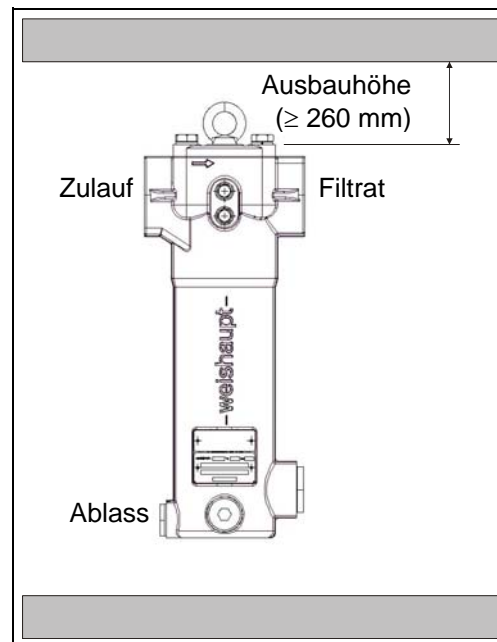 Ausbauhöhe
(≥ 260 mm)
Zulauf
Filtrat
-weishaupt-
Ablass